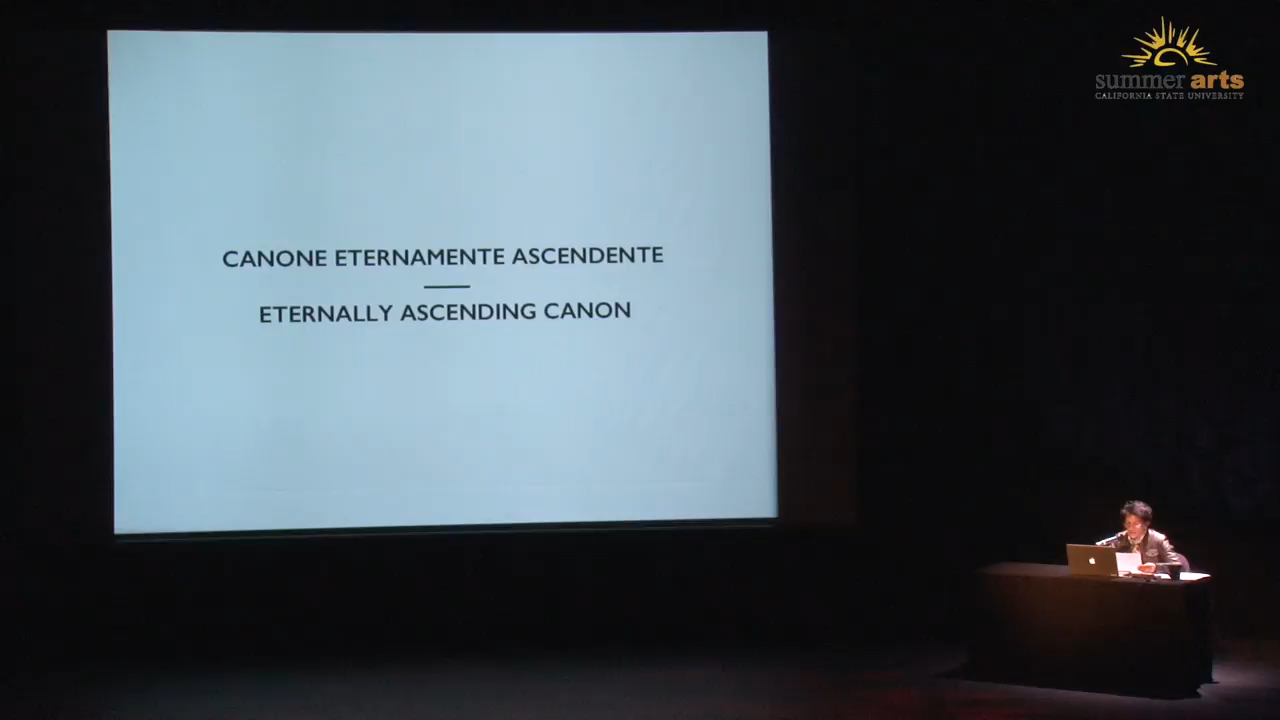 summer arts
CALIFORNIA STATE UNIVERSITY
CANONE ETERNAMENTE ASCENDENTE
ETERNALLY ASCENDING CANON